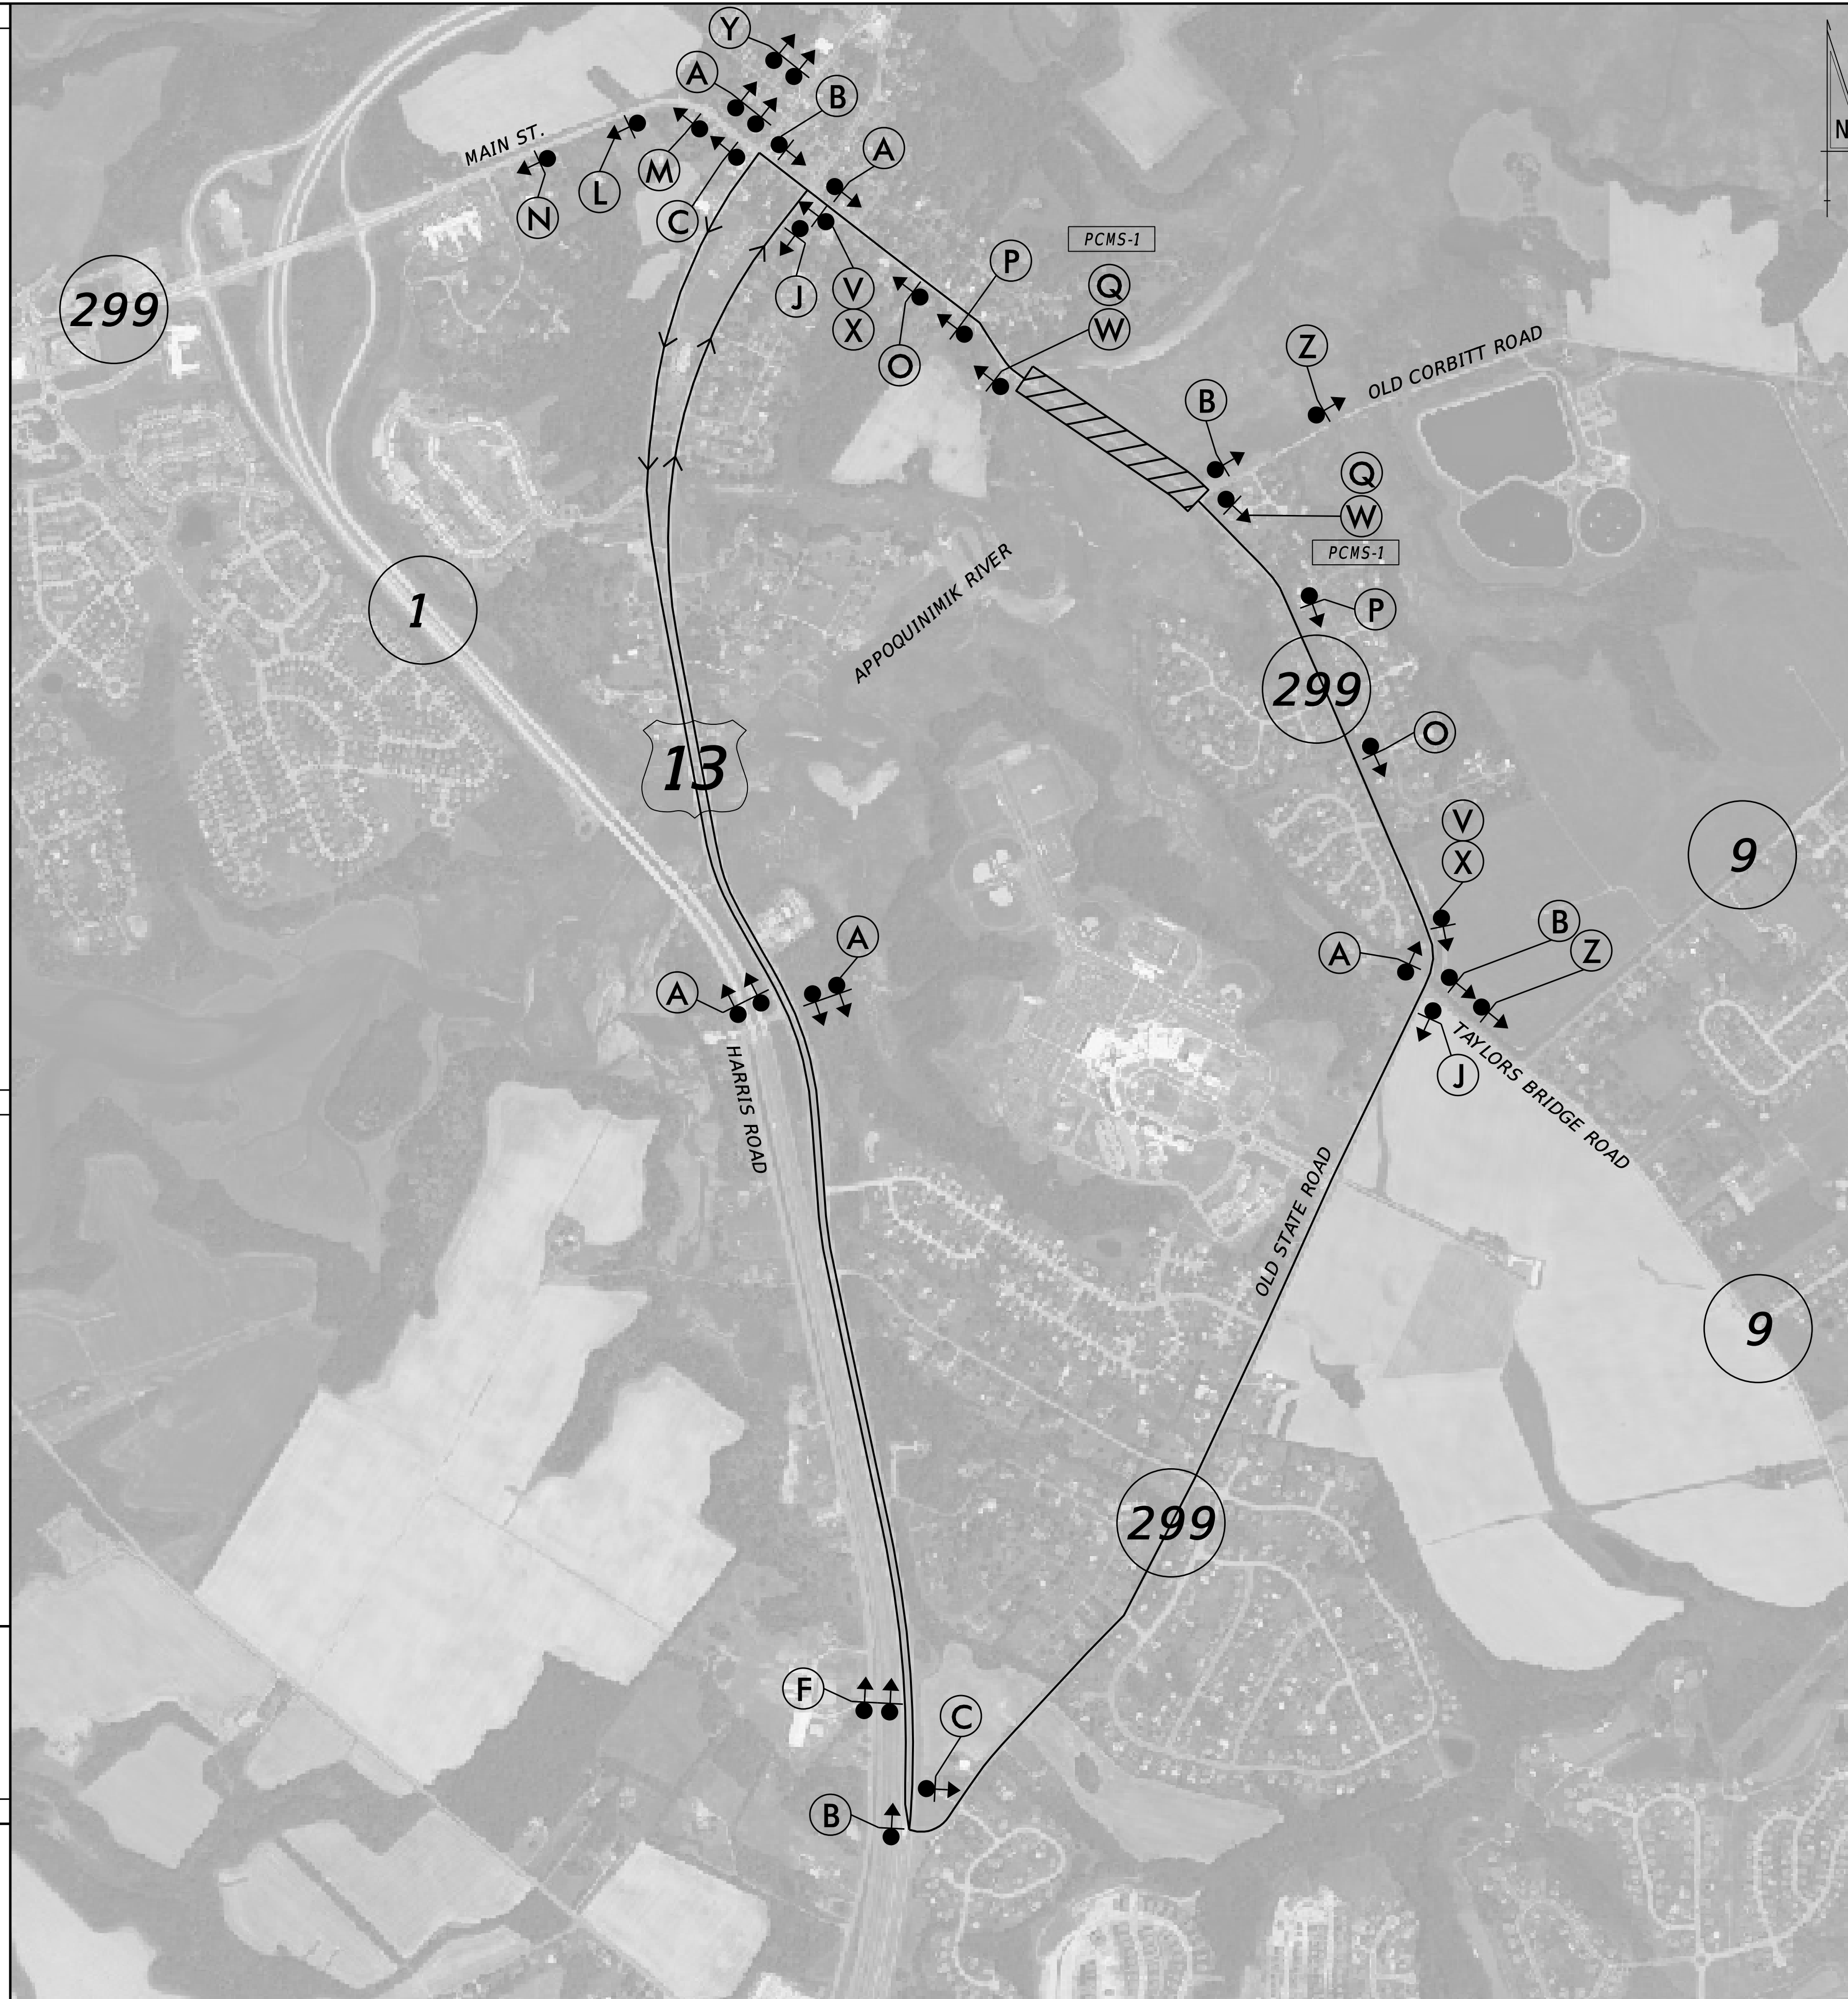 Y
A
B
MAIN ST.
A
N
L
M
C
PCMS-1
P
Q
W
J
V
X
O
299
Z
OLD CORBITT ROAD
B
Q
W
PCMS-1
APPOQUINIMIK RIVER
1
P
299
13
O
V
X
9
A
B
Z
A
A
J
TAYLORS BRIDGE ROAD
HARRIS ROAD
OLD STATE ROAD
9
299
F
C
B
N